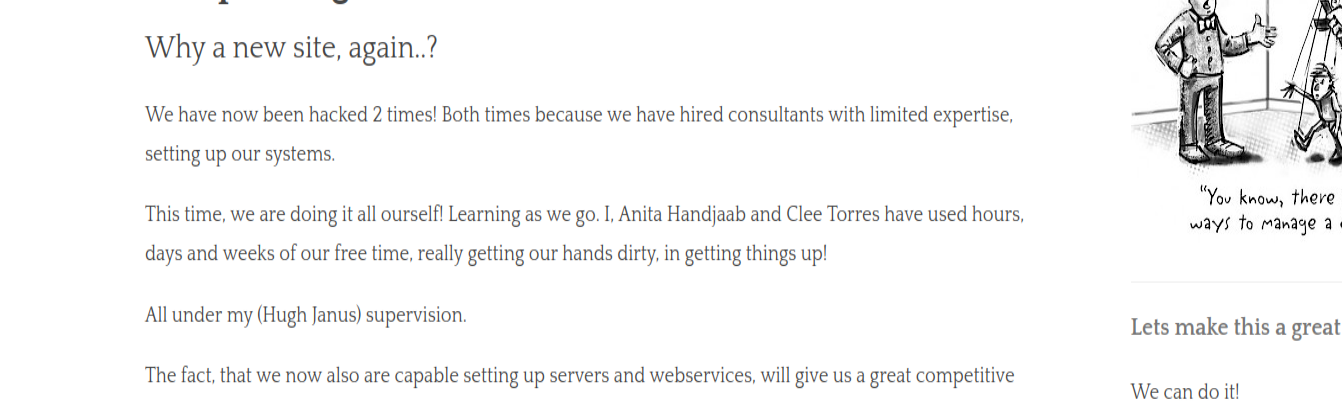 Why a new site, again..?
We have now been hacked 2 times! Both times because we have hired consultants with limited expertise,
setting up our systems.
This time, we are doing it all ourself! Learning as we go. I, Anita Handjaab and Clee Torres have used hours,
days and weeks of our free time, really getting our hands dirty, in getting things up!
All under my (Hugh Janus) supervision.
The fact, that we now also are capable setting up servers and webservices, will give us a great competitive
“You know, there
ways to manage a
Lets make this a great
We can do it!